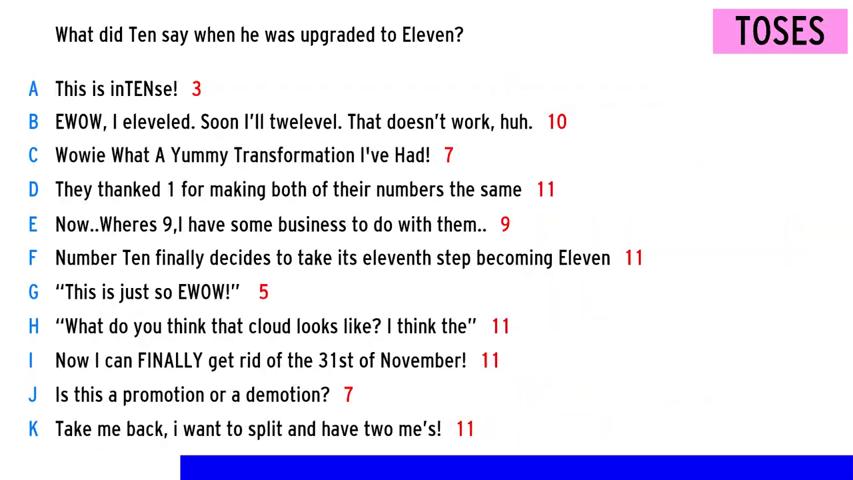 What did Ten say when he was upgraded to Eleven?
TOSES
A This is inTENse! 3
B EWOW, I eleveled. Soon I'll twelevel. That doesn't work, huh. 10
C Wowie What A Yummy Transformation I've Had! 7
D They thanked 1 for making both of their numbers the same 11
E Now..Wheres 9,I have some business to do with them.. 9
F Number Ten finally decides to take its eleventh step becoming Eleven 11
G “This is just so EWOW!” 5
H “What do you think that cloud looks like? I think the” 11
I Now I can FINALLY get rid of the 31st of November! 11
J Is this a promotion or a demotion? 7
K Take me back, i want to split and have two me's! 11